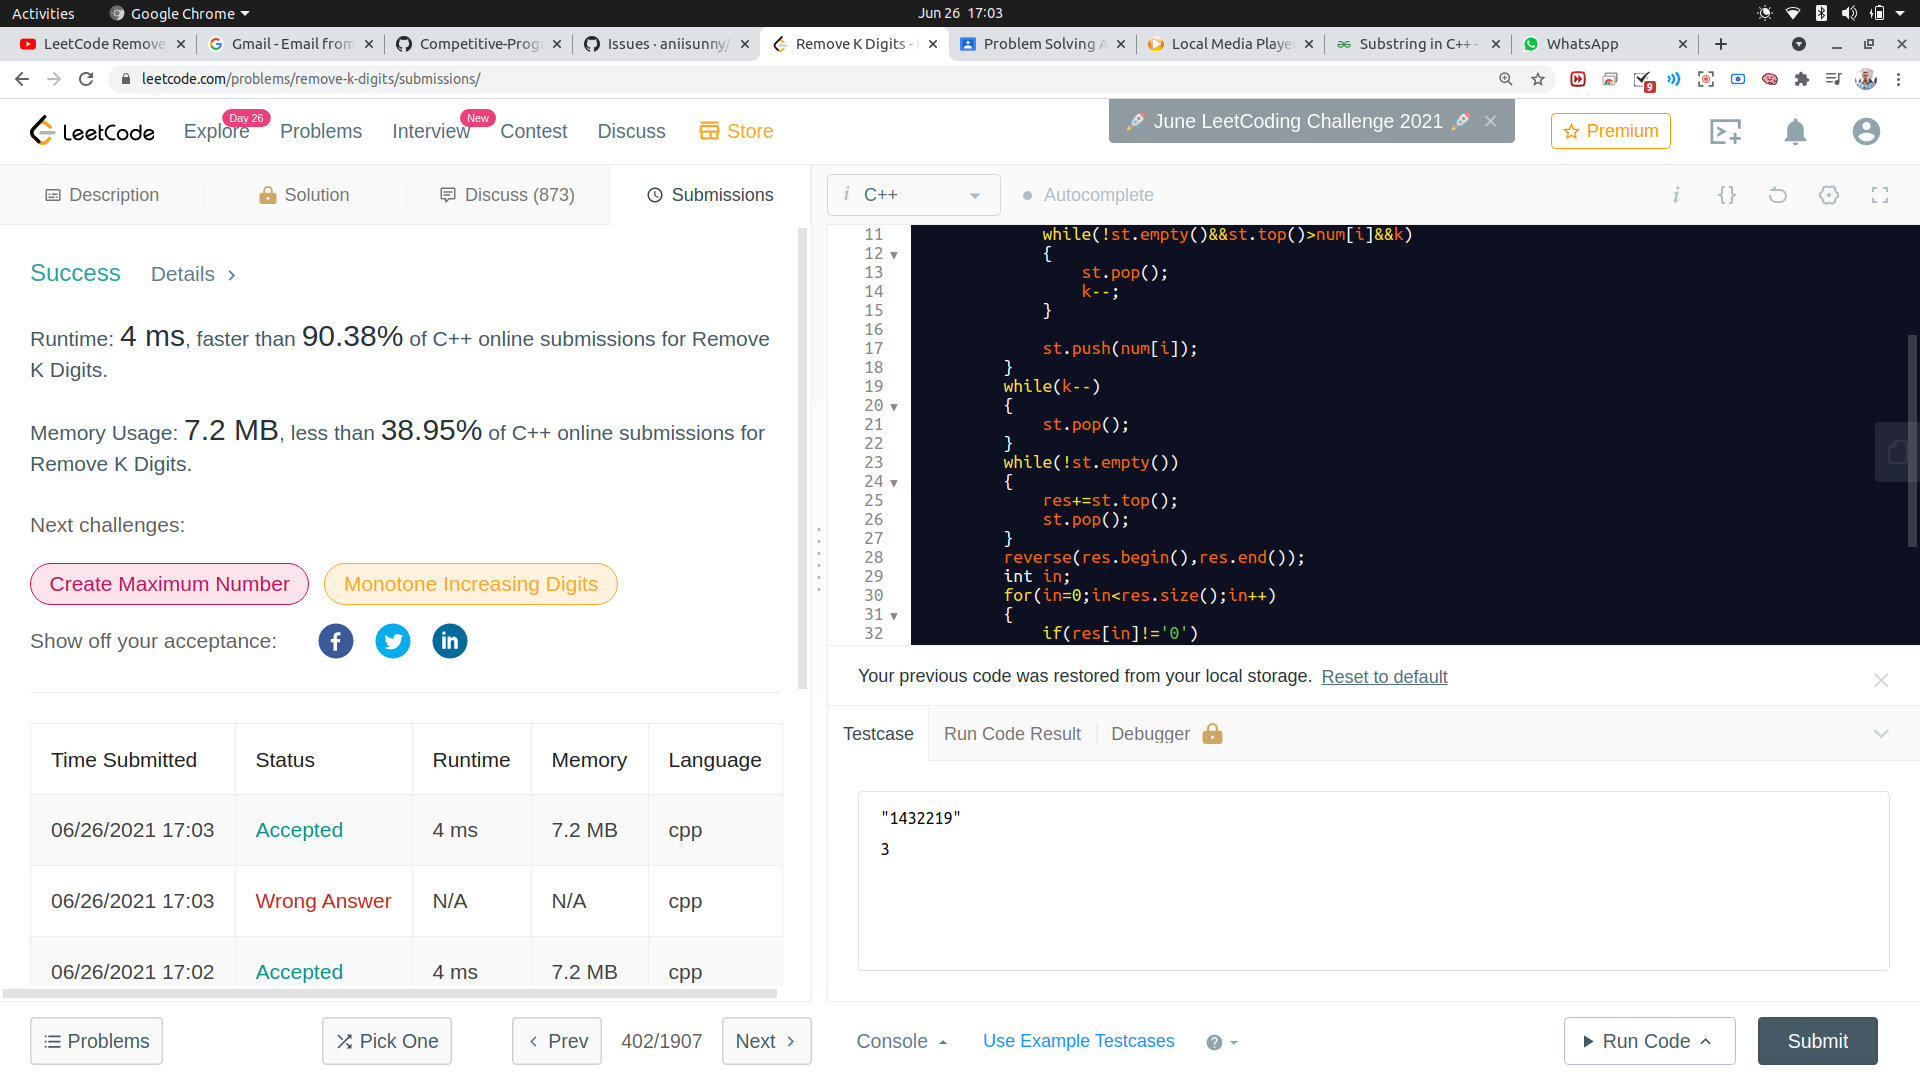 Activities Google Chrome Jun 26 17:03
LeetCode Remove Gmail - Email from Competitive-Prog Issues · aniisunny/ Remove K Digits - Problem Solving A Local Media Player Substring in C++ - WhatsApp
leetcode.com/problems/remove-k-digits/submissions/
9
LeetCode Explore Day 26 Problems Interview New Contest Discuss Store June LeetCoding Challenge 2021 Premium
Description Solution Discuss (873) Submissions
Success Details
Runtime: 4 ms, faster than 90.38% of C++ online submissions for Remove
K Digits.
Memory Usage: 7.2 MB, less than 38.95% of C++ online submissions for
Remove K Digits.
Next challenges:
Create Maximum Number Monotone Increasing Digits
Show off your acceptance:
Time Submitted Status Runtime Memory Language
06/26/2021 17:03 Accepted 4 ms 7.2 MB cpp
06/26/2021 17:03 Wrong Answer N/A N/A cpp
06/26/2021 17:02 Accepted 4 ms 7.2 MB cpp
Problems Pick One Prev 402/1907 Next
i C++ Autocomplete
11 while(!st.empty()&&st.top()>num[i]&&k)
12 {
13 st.pop();
14 k--;
15 }
16
17 st.push(num[i]);
18 }
19 while(k--)
20 {
21 st.pop();
22 }
23 while(!st.empty())
24 {
25 res+=st.top();
26 st.pop();
27 }
28 reverse(res.begin(),res.end());
29 int in;
30 for(in=0;in<res.size();in++)
31 {
32 if(res[in]!='0')
Your previous code was restored from your local storage. Reset to default
Testcase Run Code Result Debugger
"1432219"
3
Console Use Example Testcases Run Code Submit